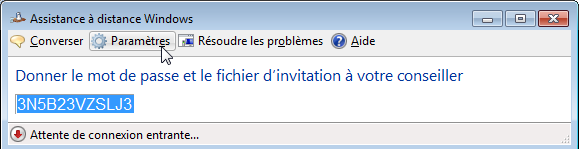 Assistance à distance Windows
Converser Paramètres Résoudre les problèmes Aide
Donner le mot de passe et le fichier d'invitation à votre conseiller
3N5B23VZSLJ3
Attente de connexion entrante...